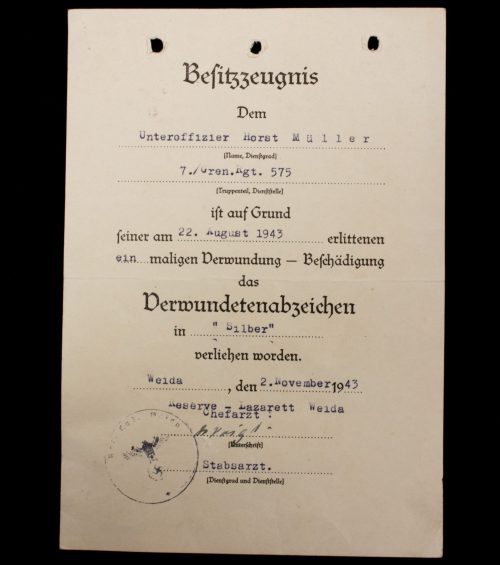 Besitzzeugnis
Dem
Unteroffizier Horst Müller
(Name, Dienstgrad)
7./Gren.Rgt. 575
(Truppenteil, Dienststelle)
ist auf Grund
seiner am 22. August 1943 erlittenen
ein maligen Verwundung – Beschädigung
das
Verwundetenabzeichen
in "Silber"
verliehen worden.
Weida, den 2.November 1943
Reserve - Lazarett Weida
Chefarzt:
(Unterschrift)
Stabsarzt.
(Dienstgrad und Dienststelle)